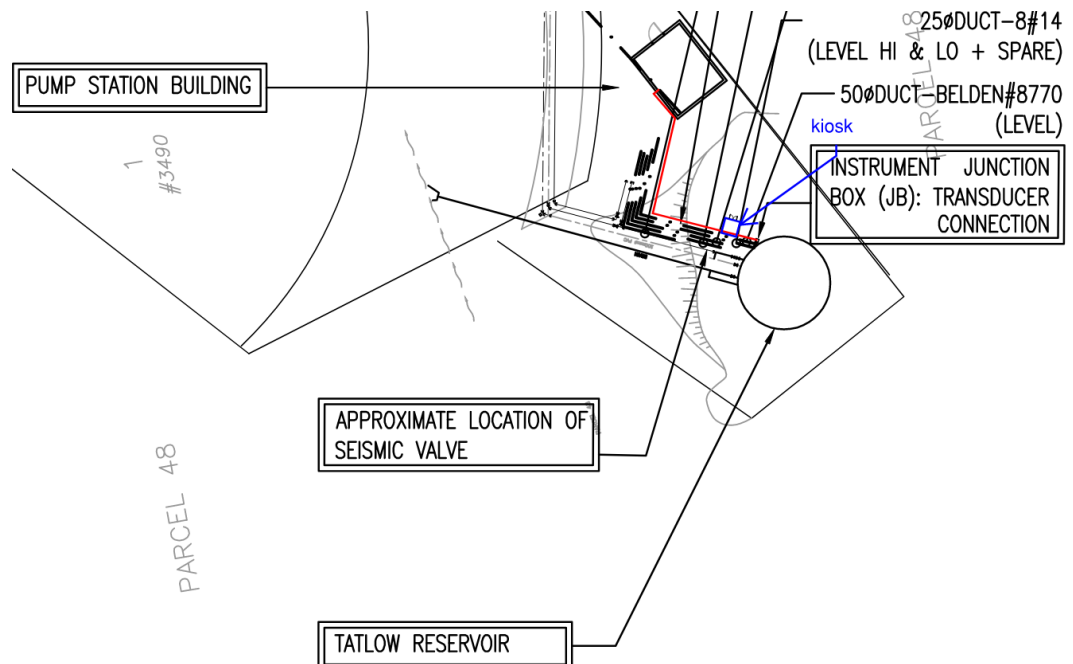 25øDUCT-8#14
(LEVEL HI & LO + SPARE)
PUMP STATION BUILDING
50øDUCT-BELDEN#8770
(LEVEL)
PARCEL 48
kiosk
INSTRUMENT JUNCTION
BOX (JB): TRANSDUCER
CONNECTION
1
#3490
APPROXIMATE LOCATION OF
SEISMIC VALVE
PARCEL 48
TATLOW RESERVOIR